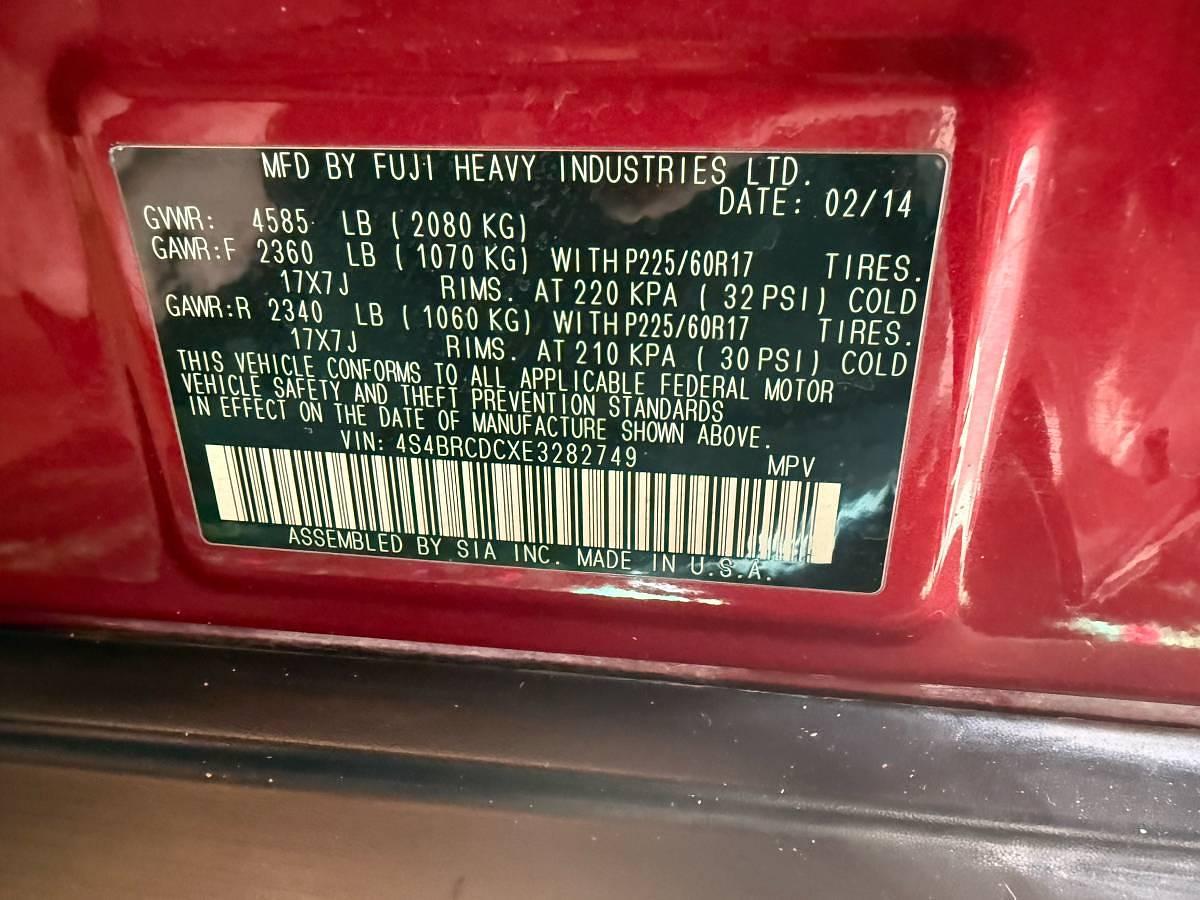 MFD BY FUJI HEAVY INDUSTRIES LTD.
DATE: 02/14
GVWR: 4585 LB ( 2080 KG)
GAWR:F 2360 LB ( 1070 KG) WITH P225/60R17 TIRES.
17X7J RIMS. AT 220 KPA ( 32 PSI) COLD
GAWR:R 2340 LB ( 1060 KG) WITH P225/60R17 TIRES.
17X7J RIMS. AT 210 KPA ( 30 PSI) COLD
THIS VEHICLE CONFORMS TO ALL APPLICABLE FEDERAL MOTOR
VEHICLE SAFETY AND THEFT PREVENTION STANDARDS
IN EFFECT ON THE DATE OF MANUFACTURE SHOWN ABOVE.
VIN: 4S4BRCDCXE3282749 MPV
ASSEMBLED BY SIA INC. MADE IN U.S.A.